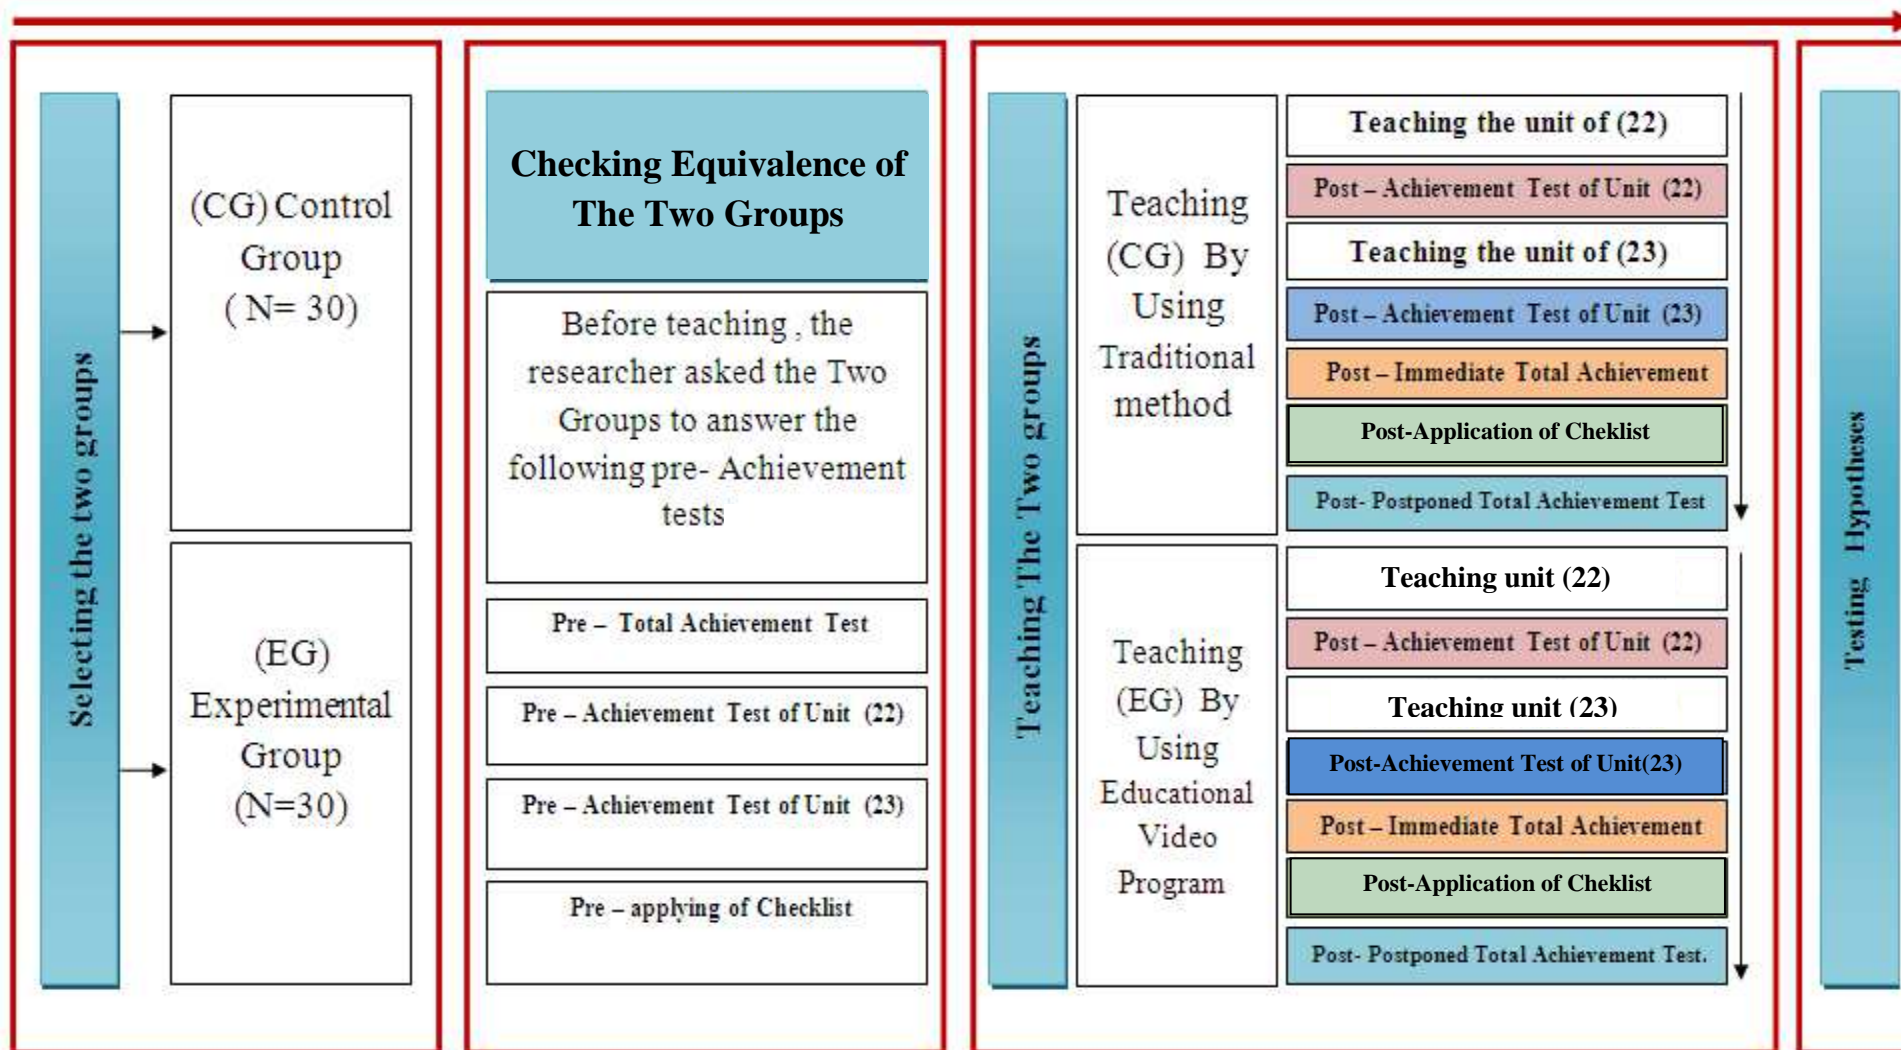 Selecting the two groups
(CG) Control
Group
( N= 30)
(EG)
Experimental
Group
(N=30)
Checking Equivalence of
The Two Groups
Before teaching , the
researcher asked the Two
Groups to answer the
following pre- Achievement
tests
Pre – Total Achievement Test
Pre – Achievement Test of Unit (22)
Pre – Achievement Test of Unit (23)
Pre – applying of Checklist
Teaching The Two groups
Teaching
(CG) By
Using
Traditional
method
Teaching the unit of (22)
Post – Achievement Test of Unit (22)
Teaching the unit of (23)
Post – Achievement Test of Unit (23)
Post – Immediate Total Achievement
Post-Application of Cheklist
Post- Postponed Total Achievement Test
Teaching
(EG) By
Using
Educational
Video
Program
Teaching unit (22)
Post – Achievement Test of Unit (22)
Teaching unit (23)
Post-Achievement Test of Unit(23)
Post – Immediate Total Achievement
Post-Application of Cheklist
Post- Postponed Total Achievement Test.
Testing Hypotheses